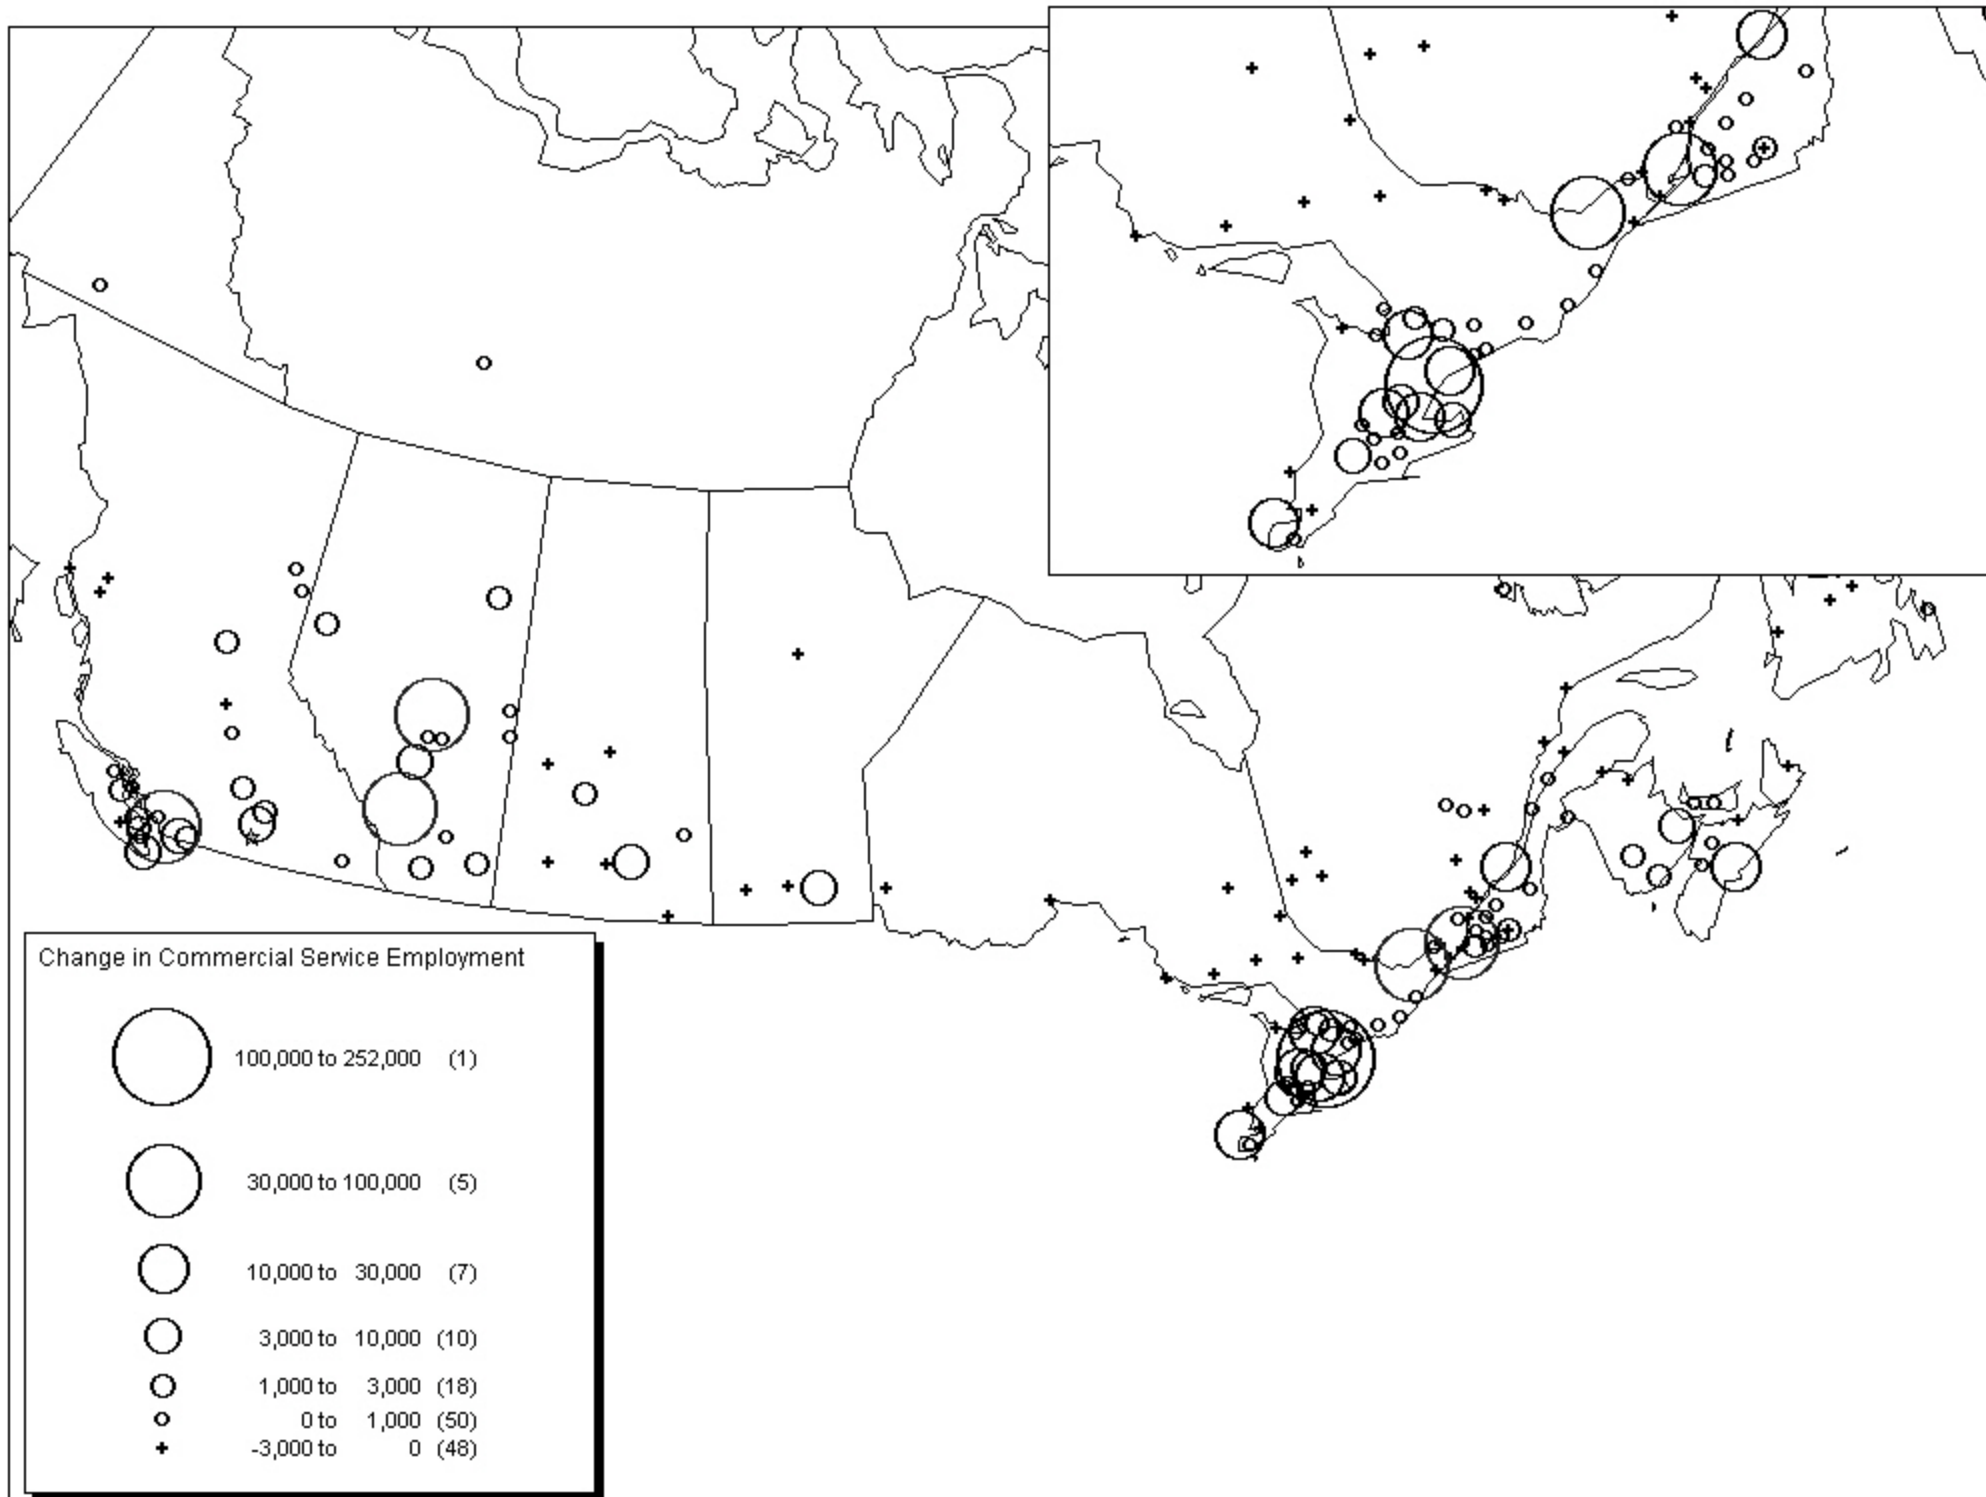 Change in Commercial Service Employment
100,000 to 252,000 (1)
30,000 to 100,000 (5)
10,000 to 30,000 (7)
3,000 to 10,000 (10)
1,000 to 3,000 (18)
0 to 1,000 (50)
-3,000 to 0 (48)